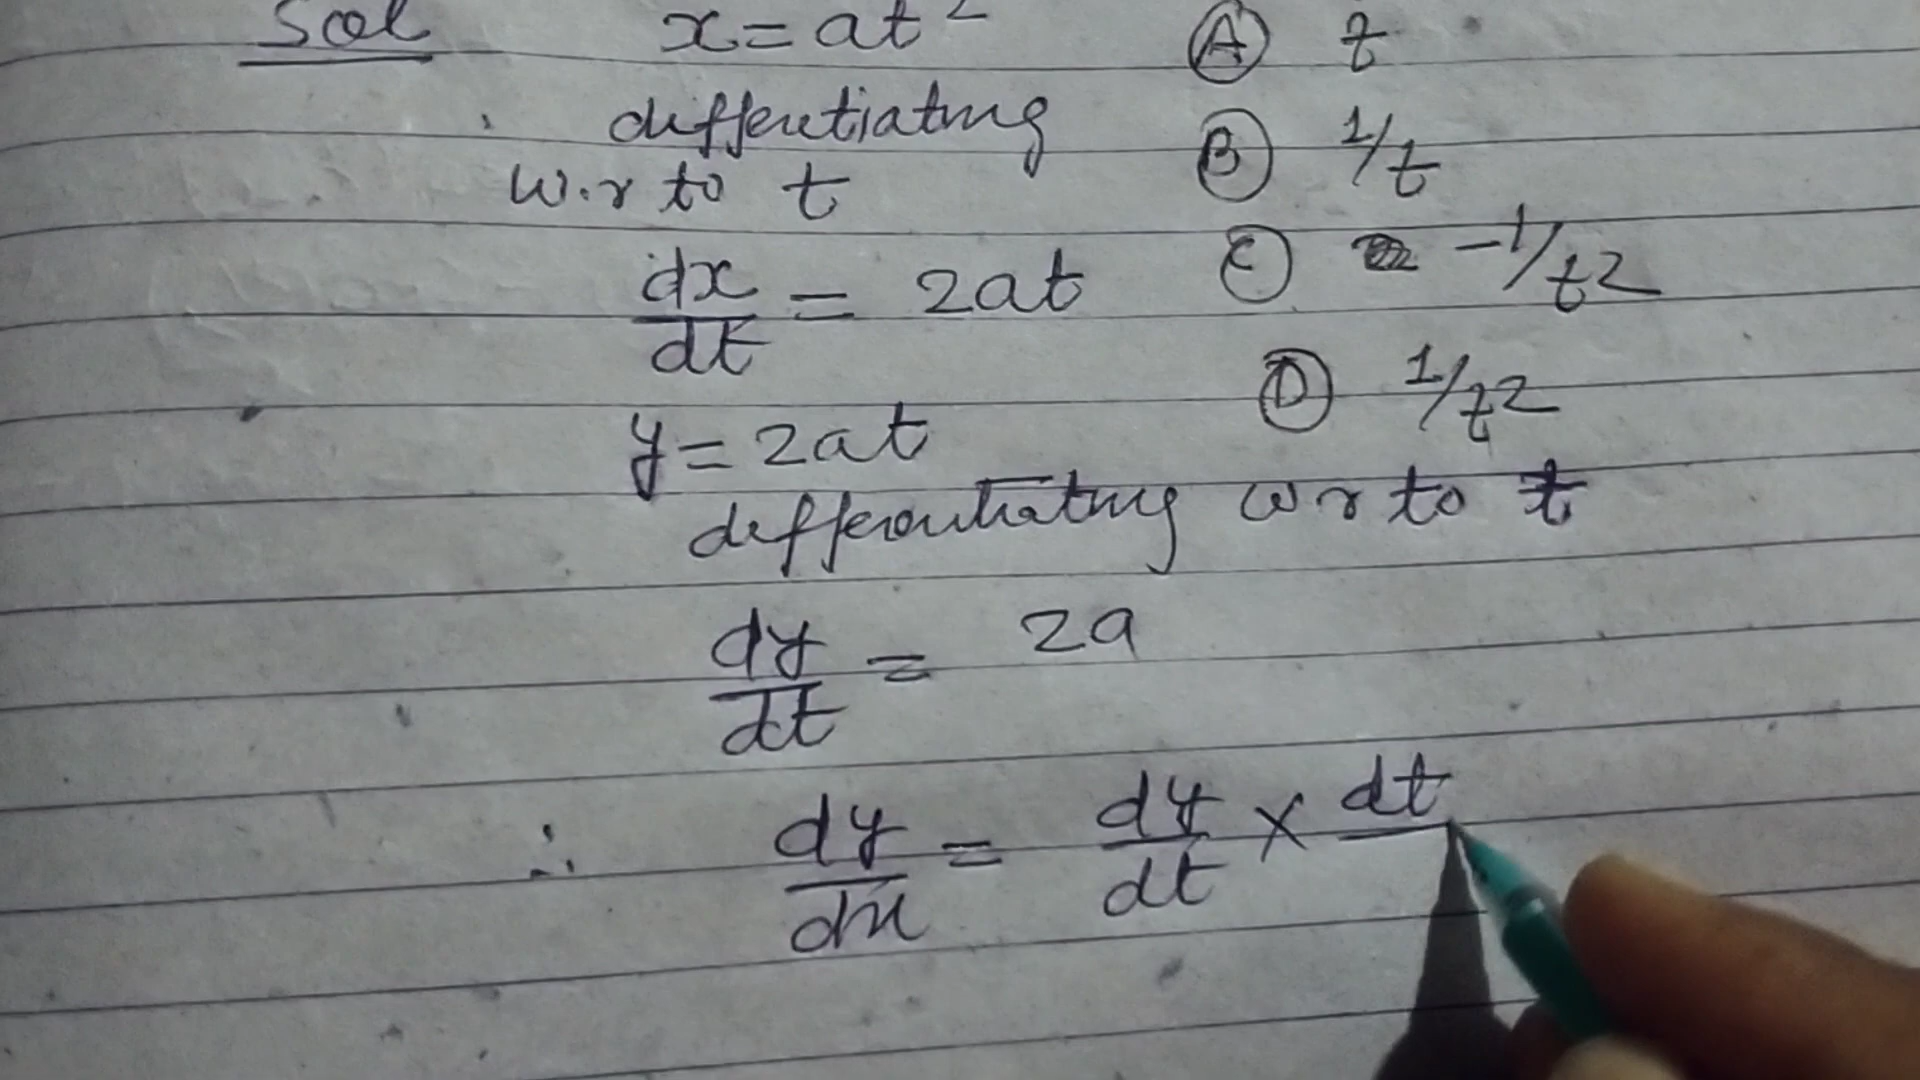 Sol x = at² (A) t
differtiating (B) 1/t
w.r to t
dx/dt = 2at (C) -1/t2
y = 2at (D) 1/t2
differentiating w r to t
dy/dt = 2a
∴ dy/dx = dy/dt × dt